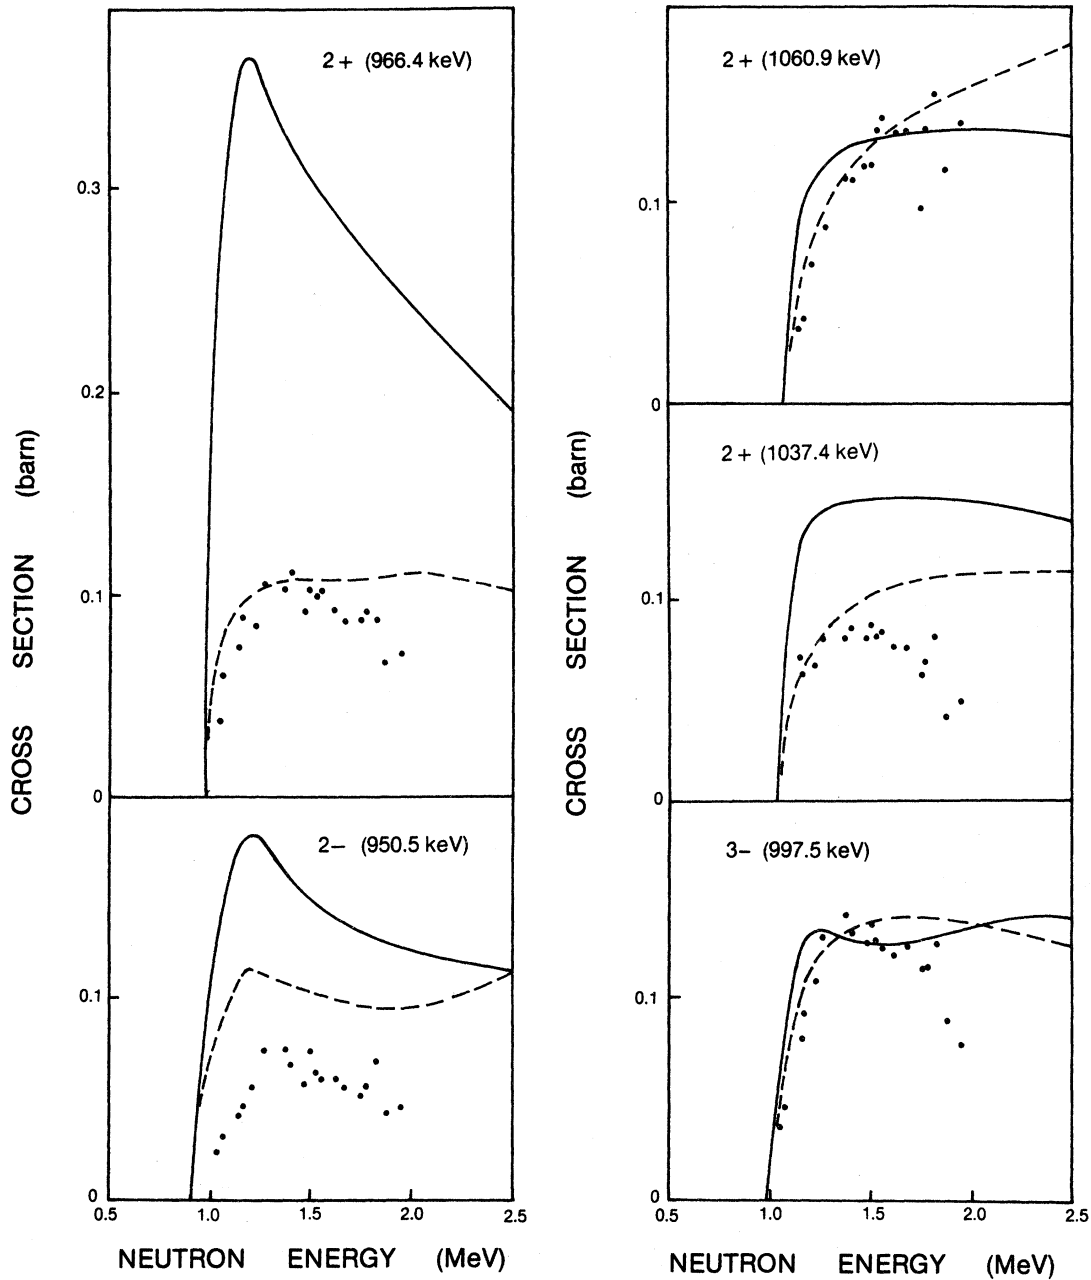 2+ (966.4 keV)
0.3
0.2
0.1
0
2− (950.5 keV)
0.1
0
0.5 1.0 1.5 2.0 2.5
NEUTRON ENERGY (MeV)
CROSS SECTION (barn)
2+ (1060.9 keV)
0.1
0
2+ (1037.4 keV)
0.1
0
3− (997.5 keV)
0.1
0
0.5 1.0 1.5 2.0 2.5
NEUTRON ENERGY (MeV)
CROSS SECTION (barn)